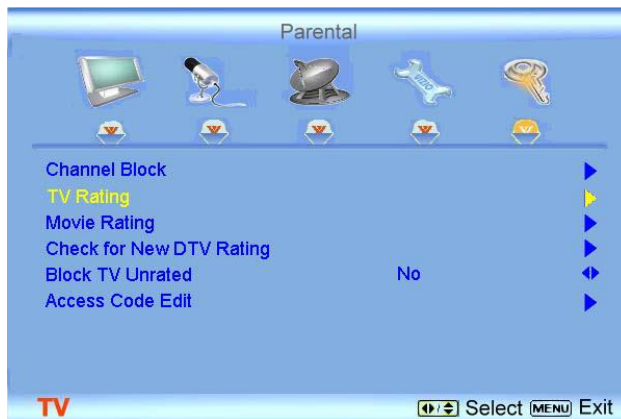 Parental
VIZIO
Channel Block
TV Rating
Movie Rating
Check for New DTV Rating
Block TV Unrated No
Access Code Edit
TV Select MENU Exit